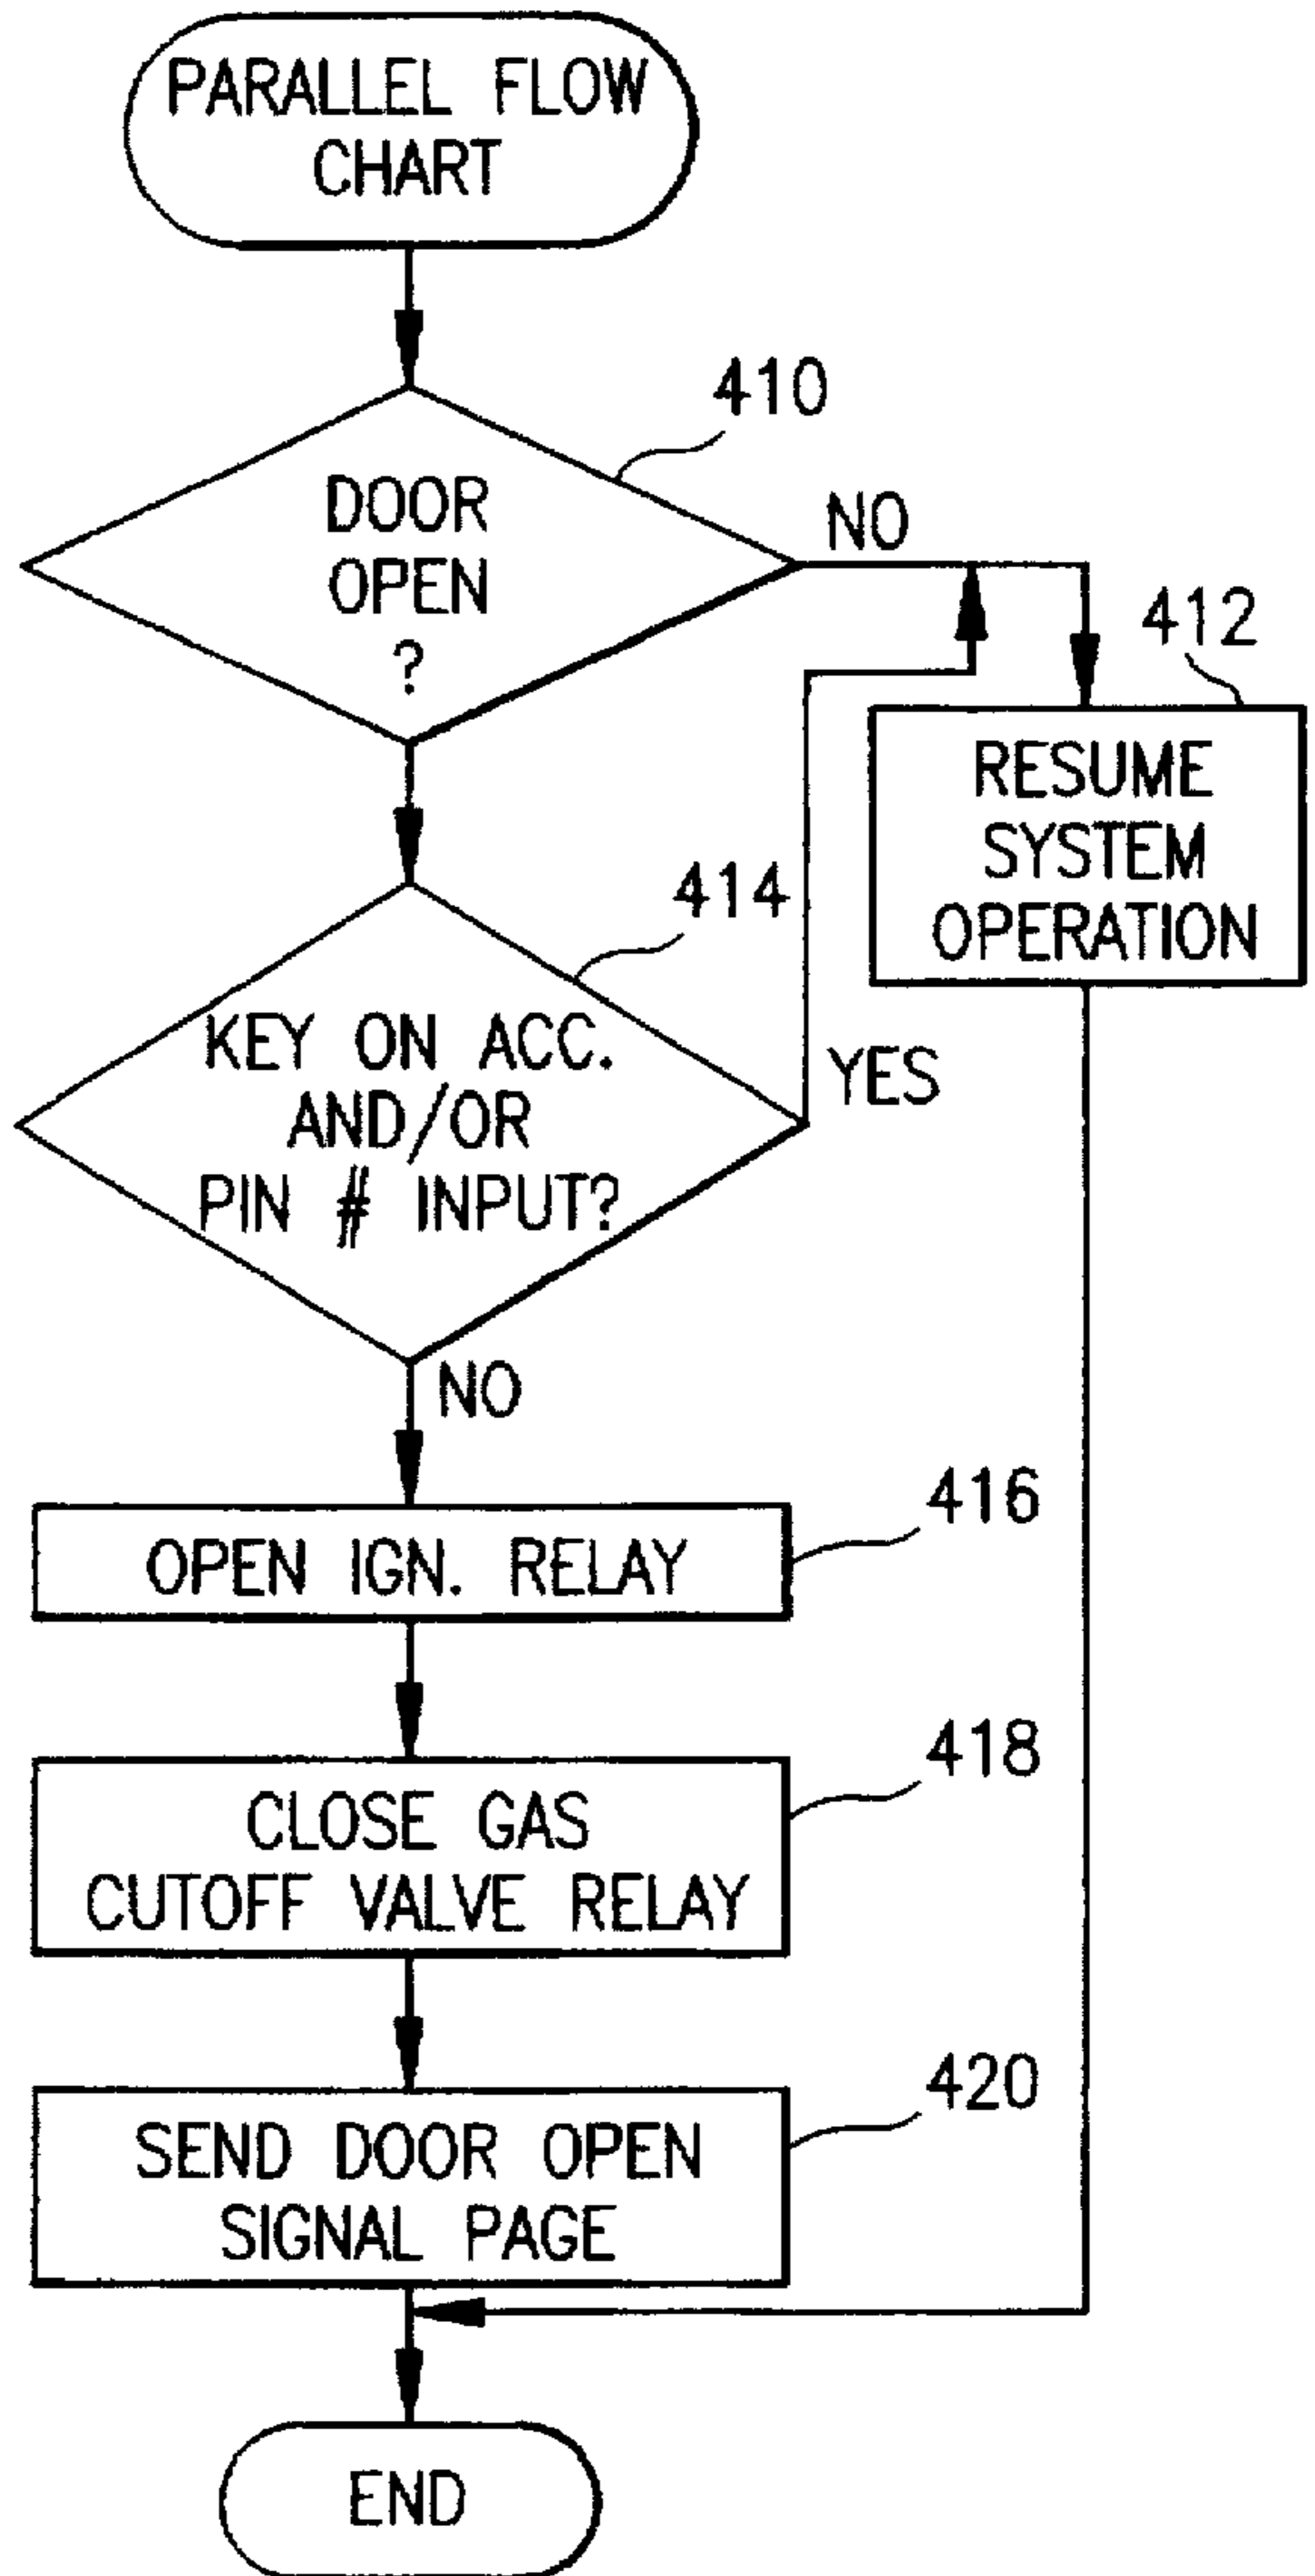 PARALLEL FLOW
CHART
410
DOOR
OPEN
?
NO
412
RESUME
SYSTEM
OPERATION
414
KEY ON ACC.
AND/OR
PIN # INPUT?
YES
NO
416
OPEN IGN. RELAY
418
CLOSE GAS
CUTOFF VALVE RELAY
420
SEND DOOR OPEN
SIGNAL PAGE
END